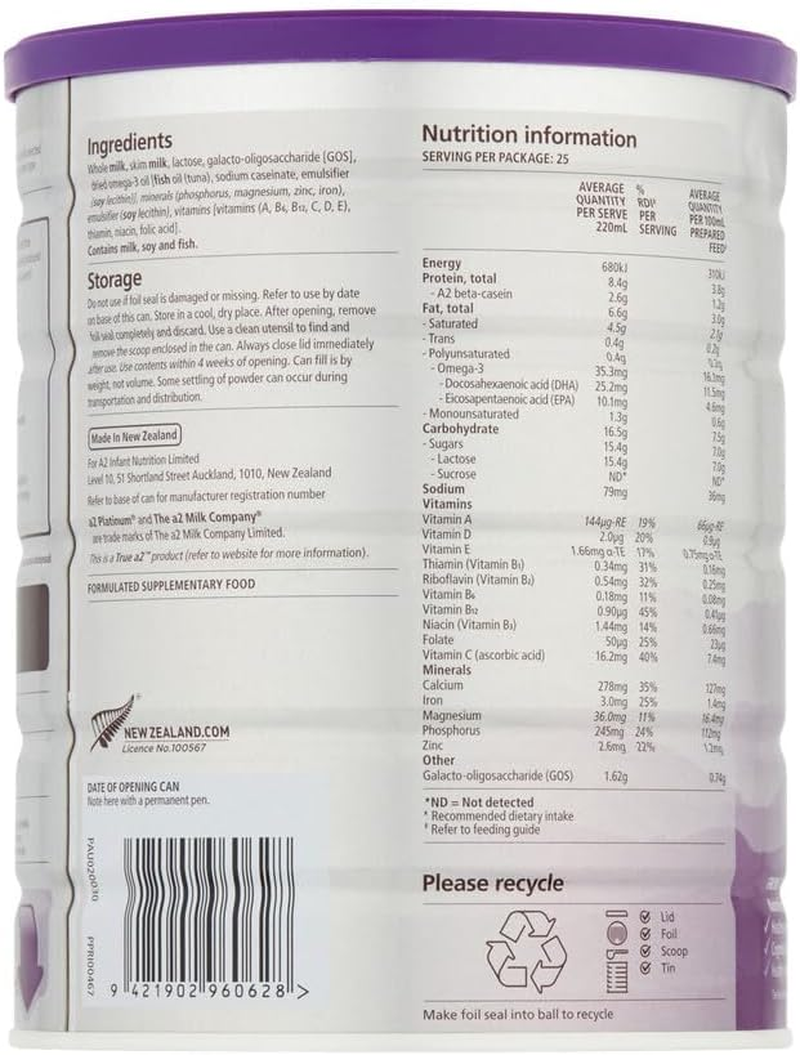 Ingredients
Whole milk, skim milk, lactose, galacto-oligosaccharide [GOS],
dried omega-3 oil [fish oil (tuna), sodium caseinate, emulsifier
(soy lecithin)], minerals (phosphorus, magnesium, zinc, iron),
emulsifier (soy lecithin), vitamins [vitamins (A, B₆, B₁₂, C, D, E),
thiamin, niacin, folic acid].
Contains milk, soy and fish.
Storage
Do not use if foil seal is damaged or missing. Refer to use by date
on base of this can. Store in a cool, dry place. After opening, remove
foil seal completely and discard. Use a clean utensil to find and
remove the scoop enclosed in the can. Always close lid immediately
after use. Use contents within 4 weeks of opening. Can fill is by
weight, not volume. Some settling of powder can occur during
transportation and distribution.
Made In New Zealand
For A2 Infant Nutrition Limited
Level 10, 51 Shortland Street Auckland, 1010, New Zealand
Refer to base of can for manufacturer registration number
a2 Platinum® and The a2 Milk Company®
are trade marks of The a2 Milk Company Limited.
This is a True a2™ product (refer to website for more information).
FORMULATED SUPPLEMENTARY FOOD
NEW ZEALAND.COM
Licence No.100567
DATE OF OPENING CAN
Note here with a permanent pen.
PAU020030
PPRI00467
9 421902 960628 >
Nutrition information
SERVING PER PACKAGE: 25
AVERAGE QUANTITY PER SERVE 220mL
% RDI^ PER SERVING
AVERAGE QUANTITY PER 100mL PREPARED FEED‡
Energy 680kJ 310kJ
Protein, total 8.4g 3.8g
- A2 beta-casein 2.6g 1.2g
Fat, total 6.6g 3.0g
- Saturated 4.5g 2.1g
- Trans 0.4g 0.2g
- Polyunsaturated 0.4g 0.2g
- Omega-3 35.3mg 16.1mg
- Docosahexaenoic acid (DHA) 25.2mg 11.5mg
- Eicosapentaenoic acid (EPA) 10.1mg 4.6mg
- Monounsaturated 1.3g 0.6g
Carbohydrate 16.5g 7.5g
- Sugars 15.4g 7.0g
- Lactose 15.4g 7.0g
- Sucrose ND* ND*
Sodium 79mg 36mg
Vitamins
Vitamin A 144µg-RE 19% 66µg-RE
Vitamin D 2.0µg 20% 0.9µg
Vitamin E 1.66mg α-TE 17% 0.75mg α-TE
Thiamin (Vitamin B₁) 0.34mg 31% 0.16mg
Riboflavin (Vitamin B₂) 0.54mg 32% 0.25mg
Vitamin B₆ 0.18mg 11% 0.08mg
Vitamin B₁₂ 0.90µg 45% 0.41µg
Niacin (Vitamin B₃) 1.44mg 14% 0.66mg
Folate 50µg 25% 23µg
Vitamin C (ascorbic acid) 16.2mg 40% 7.4mg
Minerals
Calcium 278mg 35% 127mg
Iron 3.0mg 25% 1.4mg
Magnesium 36.0mg 11% 16.4mg
Phosphorus 245mg 24% 112mg
Zinc 2.6mg 22% 1.2mg
Other
Galacto-oligosaccharide (GOS) 1.62g 0.74g
*ND = Not detected
^ Recommended dietary intake
‡ Refer to feeding guide
Please recycle
Lid
Foil
Scoop
Tin
Make foil seal into ball to recycle